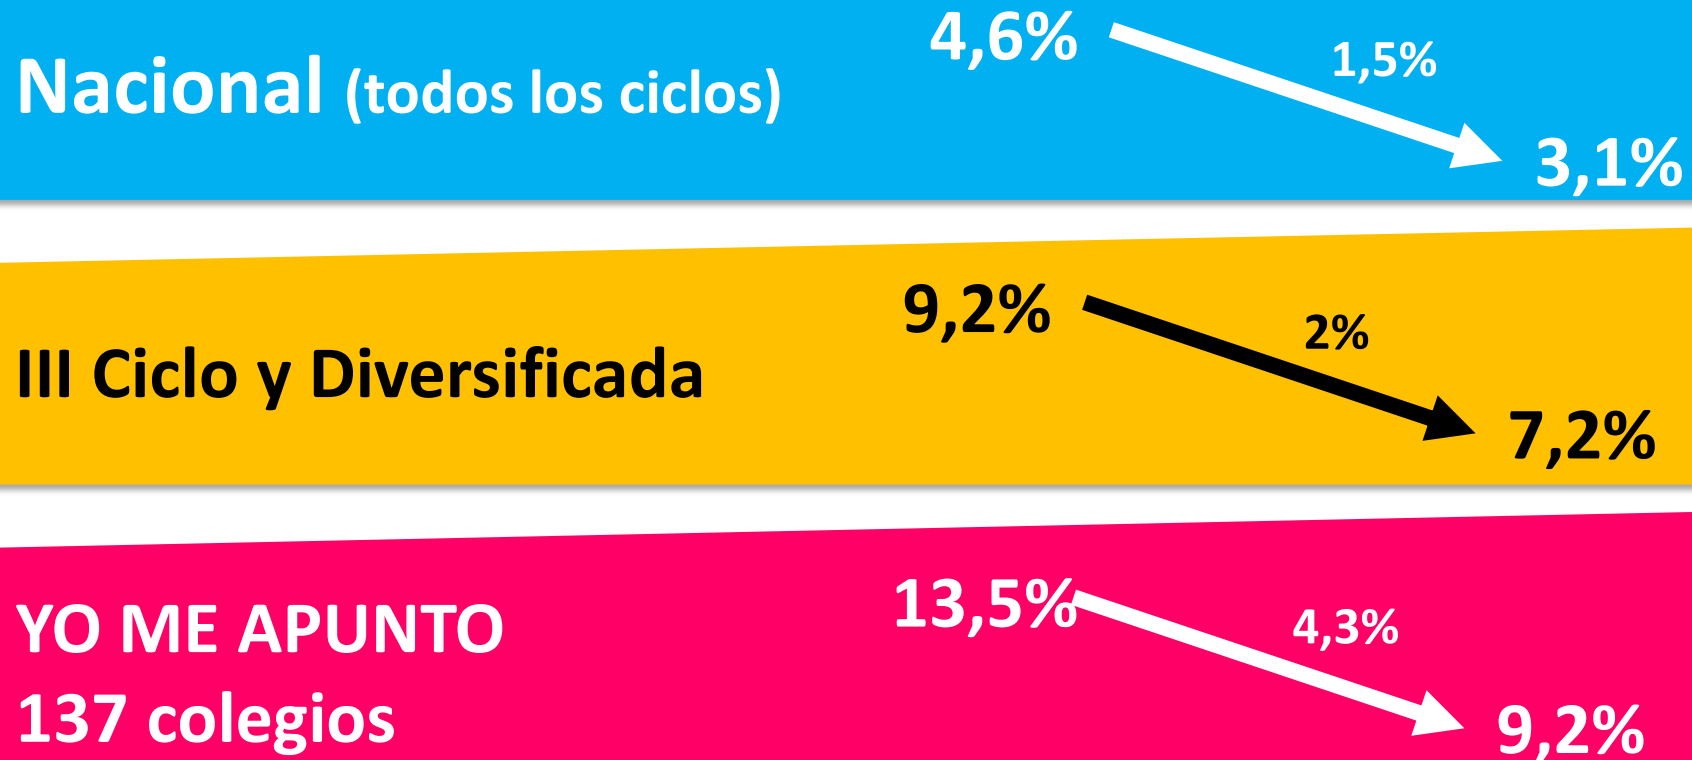 Nacional (todos los ciclos)
4,6%
1,5%
3,1%
III Ciclo y Diversificada
9,2%
2%
7,2%
YO ME APUNTO
137 colegios
13,5%
4,3%
9,2%